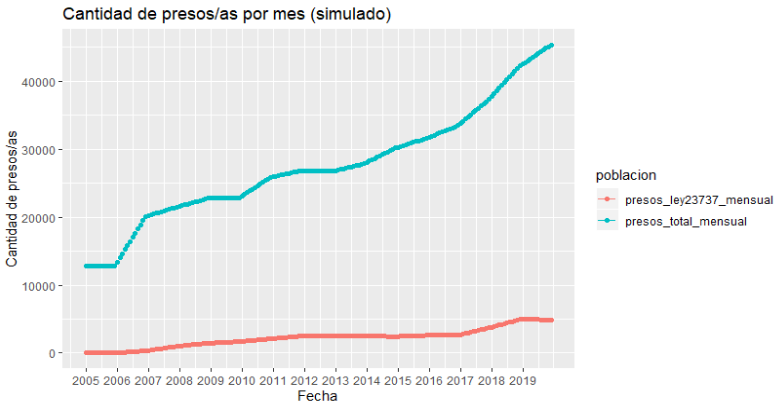 Cantidad de presos/as por mes (simulado)
Cantidad de presos/as
40000
30000
20000
10000
0
2005 2006 2007 2008 2009 2010 2011 2012 2013 2014 2015 2016 2017 2018 2019
Fecha
poblacion
presos_ley23737_mensual
presos_total_mensual